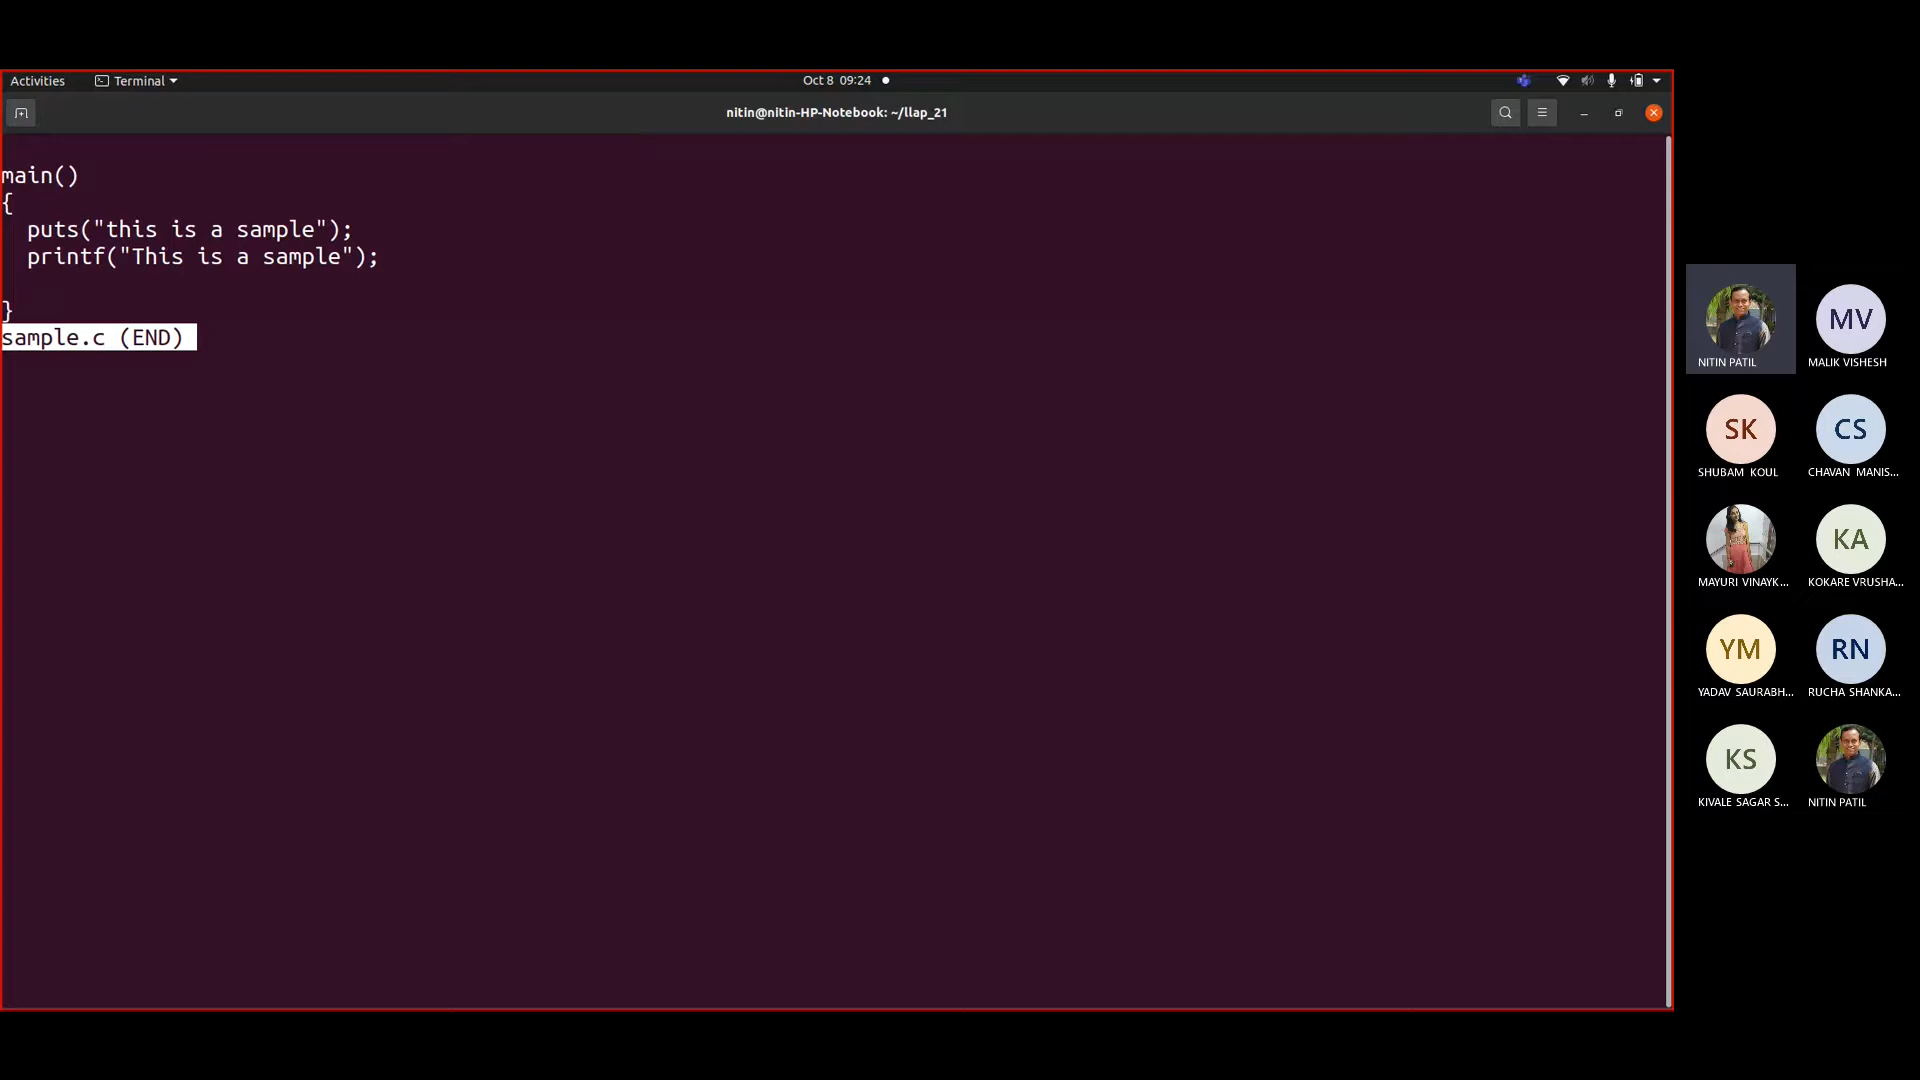 Activities Terminal Oct 8 09:24
nitin@nitin-HP-Notebook: ~/llap_21
main()
{
puts("this is a sample");
printf("This is a sample");
}
sample.c (END)
NITIN PATIL
MV
MALIK VISHESH
SK
SHUBAM KOUL
CS
CHAVAN MANIS...
MAYURI VINAYK...
KA
KOKARE VRUSHA...
YM
YADAV SAURABH...
RN
RUCHA SHANKA...
KS
KIVALE SAGAR S...
NITIN PATIL